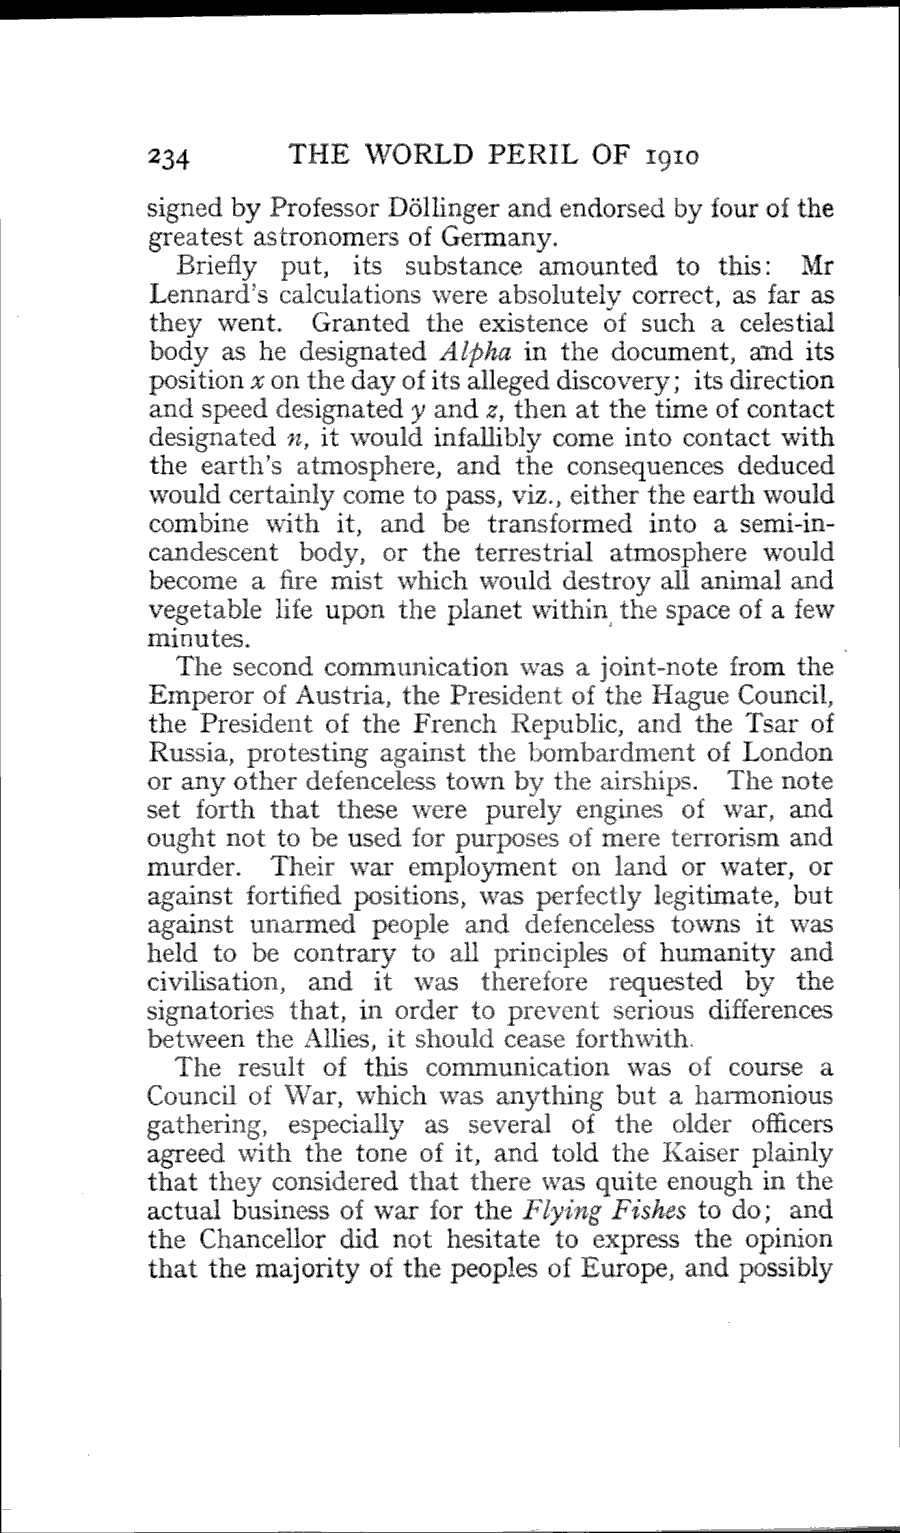 234 THE WORLD PERIL OF 1910
signed by Professor Döllinger and endorsed by four of the
greatest astronomers of Germany.
Briefly put, its substance amounted to this: Mr
Lennard's calculations were absolutely correct, as far as
they went. Granted the existence of such a celestial
body as he designated Alpha in the document, and its
position x on the day of its alleged discovery; its direction
and speed designated y and z, then at the time of contact
designated n, it would infallibly come into contact with
the earth's atmosphere, and the consequences deduced
would certainly come to pass, viz., either the earth would
combine with it, and be transformed into a semi-in-
candescent body, or the terrestrial atmosphere would
become a fire mist which would destroy all animal and
vegetable life upon the planet within the space of a few
minutes.
The second communication was a joint-note from the
Emperor of Austria, the President of the Hague Council,
the President of the French Republic, and the Tsar of
Russia, protesting against the bombardment of London
or any other defenceless town by the airships. The note
set forth that these were purely engines of war, and
ought not to be used for purposes of mere terrorism and
murder. Their war employment on land or water, or
against fortified positions, was perfectly legitimate, but
against unarmed people and defenceless towns it was
held to be contrary to all principles of humanity and
civilisation, and it was therefore requested by the
signatories that, in order to prevent serious differences
between the Allies, it should cease forthwith.
The result of this communication was of course a
Council of War, which was anything but a harmonious
gathering, especially as several of the older officers
agreed with the tone of it, and told the Kaiser plainly
that they considered that there was quite enough in the
actual business of war for the Flying Fishes to do; and
the Chancellor did not hesitate to express the opinion
that the majority of the peoples of Europe, and possibly